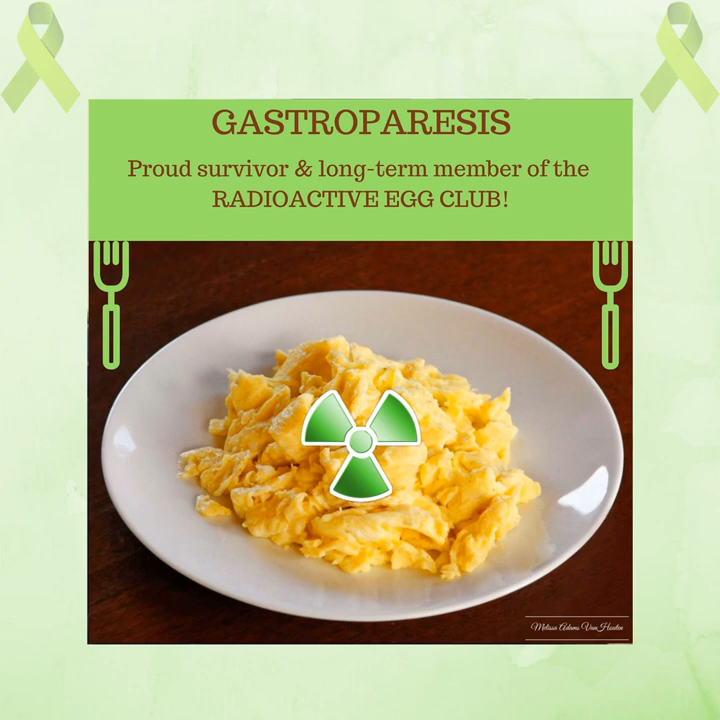 GASTROPARESIS
Proud survivor & long-term member of the
RADIOACTIVE EGG CLUB!
Melissa Adams VanHouten